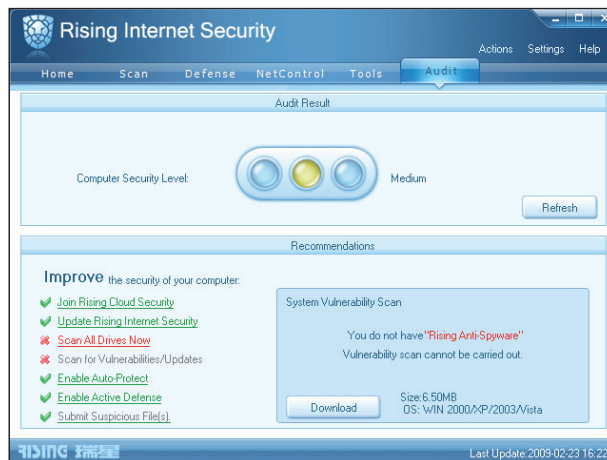 Rising Internet Security
Actions Settings Help
Home Scan Defense NetControl Tools Audit
Audit Result
Computer Security Level: Medium
Refresh
Recommendations
Improve the security of your computer:
Join Rising Cloud Security
Update Rising Internet Security
Scan All Drives Now
Scan for Vulnerabilities/Updates
Enable Auto-Protect
Enable Active Defense
Submit Suspicious File(s).
System Vulnerability Scan
You do not have "Rising Anti-Spyware"
Vulnerability scan cannot be carried out.
Download
Size:6.50MB
OS: WIN 2000/XP/2003/Vista
RISING 瑞星
Last Update:2009-02-23 16:22